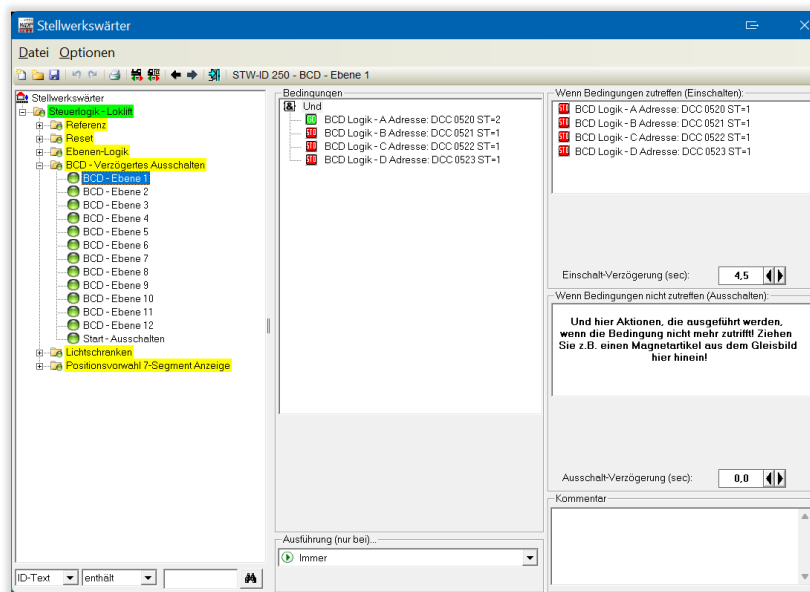 Stellwerkswärter
Datei Optionen
STW-ID 250 - BCD - Ebene 1
Stellwerkswärter
Steuerlogik - Loklift
Referenz
Reset
Ebenen-Logik
BCD - Verzögertes Ausschalten
BCD - Ebene 1
BCD - Ebene 2
BCD - Ebene 3
BCD - Ebene 4
BCD - Ebene 5
BCD - Ebene 6
BCD - Ebene 7
BCD - Ebene 8
BCD - Ebene 9
BCD - Ebene 10
BCD - Ebene 11
BCD - Ebene 12
Start - Ausschalten
Lichtschranken
Positionsvorwahl 7-Segment Anzeige
ID-Text enthält
Bedingungen
& Und
GO BCD Logik - A Adresse: DCC 0520 ST=2
STO BCD Logik - B Adresse: DCC 0521 ST=1
STO BCD Logik - C Adresse: DCC 0522 ST=1
STO BCD Logik - D Adresse: DCC 0523 ST=1
Ausführung (nur bei)...
Immer
Wenn Bedingungen zutreffen (Einschalten):
STO BCD Logik - A Adresse: DCC 0520 ST=1
STO BCD Logik - B Adresse: DCC 0521 ST=1
STO BCD Logik - C Adresse: DCC 0522 ST=1
STO BCD Logik - D Adresse: DCC 0523 ST=1
Einschalt-Verzögerung (sec): 4,5
Wenn Bedingungen nicht zutreffen (Ausschalten):
Und hier Aktionen, die ausgeführt werden,
wenn die Bedingung nicht mehr zutrifft! Ziehen
Sie z.B. einen Magnetartikel aus dem Gleisbild
hier hinein!
Ausschalt-Verzögerung (sec): 0,0
Kommentar